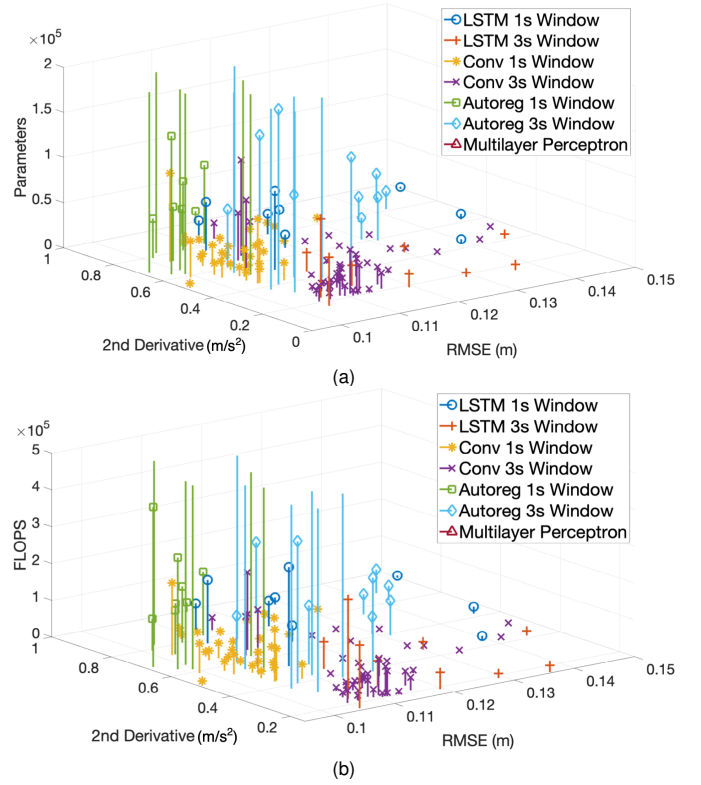 LSTM 1s Window
LSTM 3s Window
Conv 1s Window
Conv 3s Window
Autoreg 1s Window
Autoreg 3s Window
Multilayer Perceptron
×10⁵
2
1.5
1
0.5
0
Parameters
1
0.8
0.6
0.4
0.2
0
2nd Derivative (m/s²)
0.1
0.11
0.12
0.13
0.14
0.15
RMSE (m)
(a)
LSTM 1s Window
LSTM 3s Window
Conv 1s Window
Conv 3s Window
Autoreg 1s Window
Autoreg 3s Window
Multilayer Perceptron
×10⁵
5
4
3
2
1
0
FLOPS
1
0.8
0.6
0.4
0.2
2nd Derivative (m/s²)
0.1
0.11
0.12
0.13
0.14
0.15
RMSE (m)
(b)